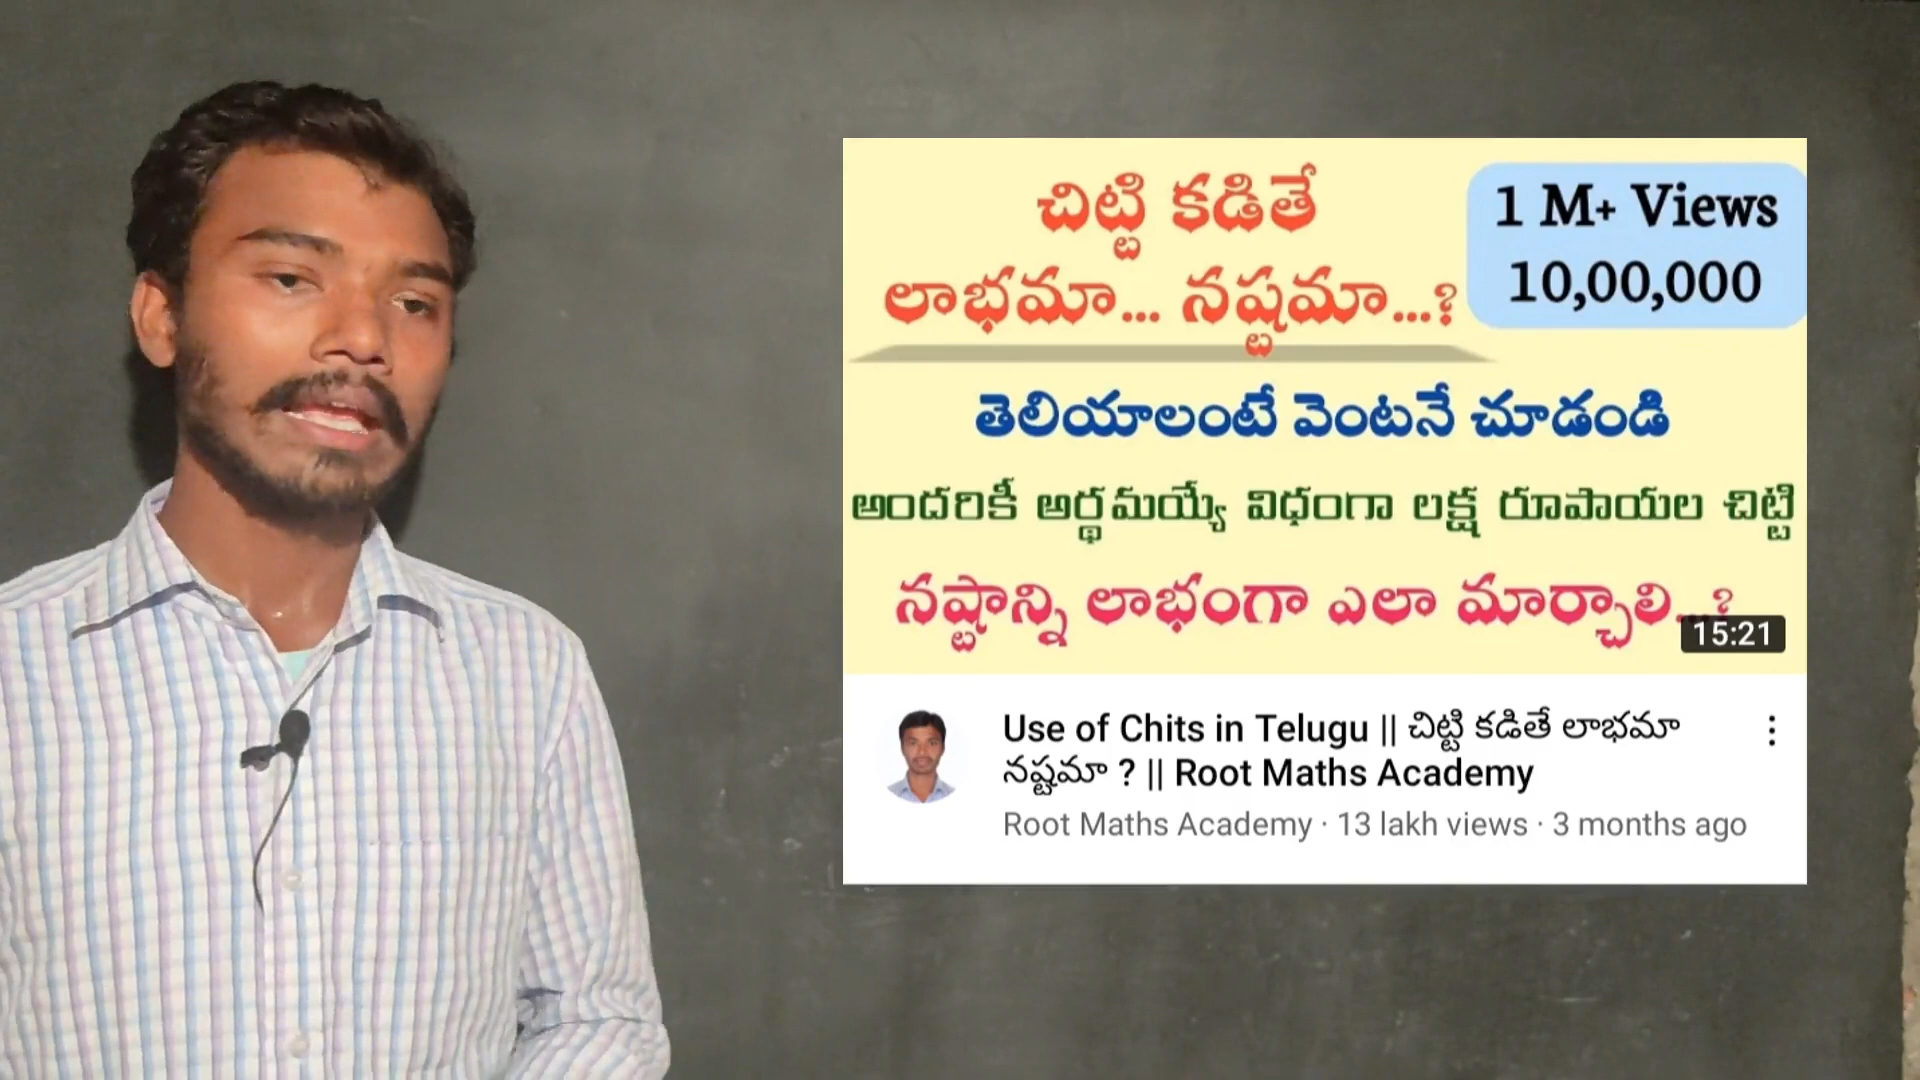 చిట్టి కడితే
లాభమా... నష్టమా...?
1 M+ Views
10,00,000
తెలియాలంటే వెంటనే చూడండి
అందరికీ అర్థమయ్యే విధంగా లక్ష రూపాయల చిట్టి
నష్టాన్ని లాభంగా ఎలా మార్చాలి...?
15:21
Use of Chits in Telugu || చిట్టి కడితే లాభమా
నష్టమా ? || Root Maths Academy
Root Maths Academy · 13 lakh views · 3 months ago